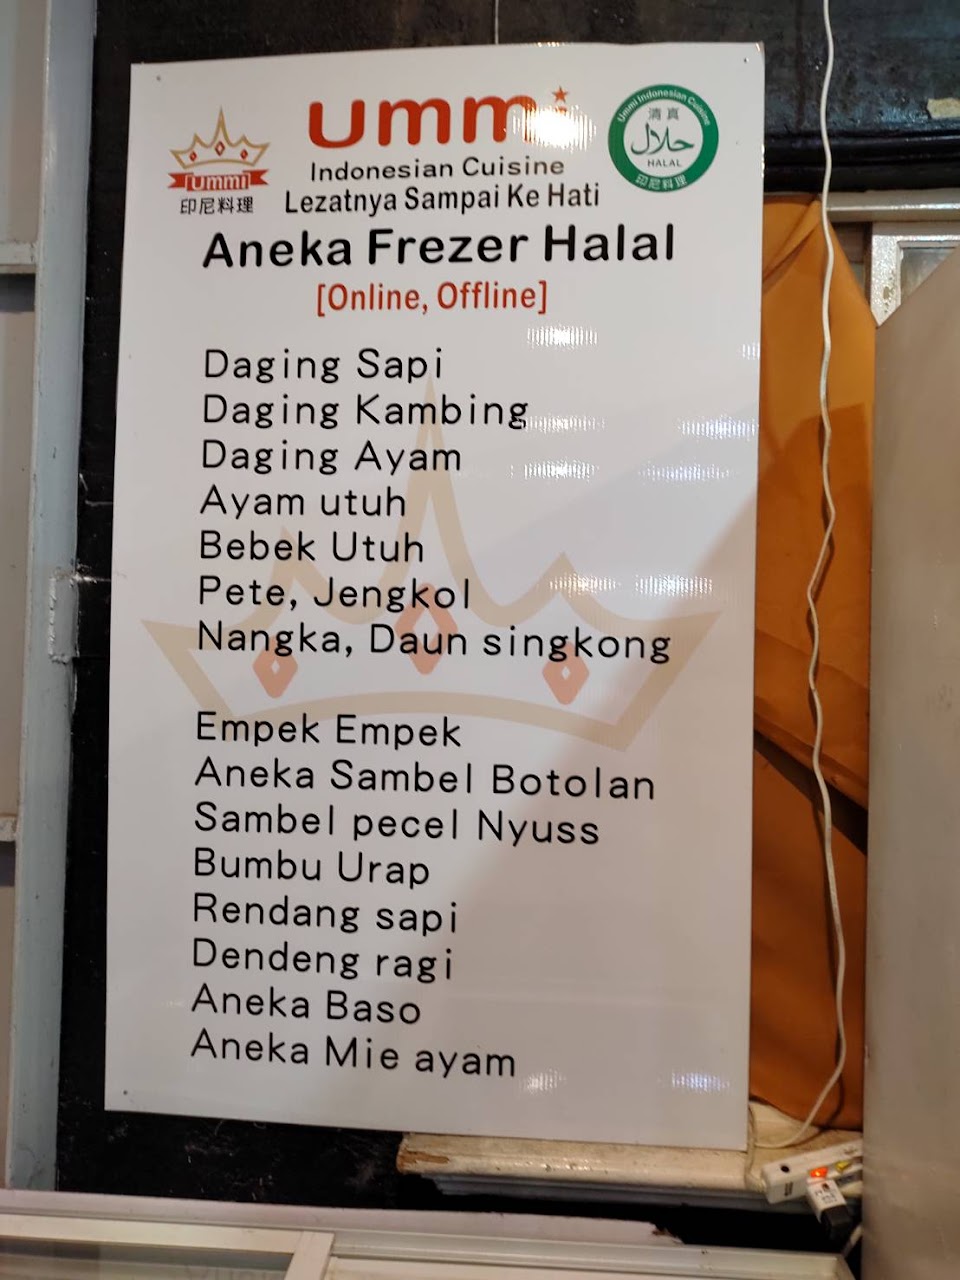 ummi
Indonesian Cuisine
Lezatnya Sampai Ke Hati
ummi
印尼料理
Ummi Indonesian Cuisine
清真
حلال
HALAL
印尼料理
Aneka Frezer Halal
[Online, Offline]
Daging Sapi
Daging Kambing
Daging Ayam
Ayam utuh
Bebek Utuh
Pete, Jengkol
Nangka, Daun singkong
Empek Empek
Aneka Sambel Botolan
Sambel pecel Nyuss
Bumbu Urap
Rendang sapi
Dendeng ragi
Aneka Baso
Aneka Mie ayam